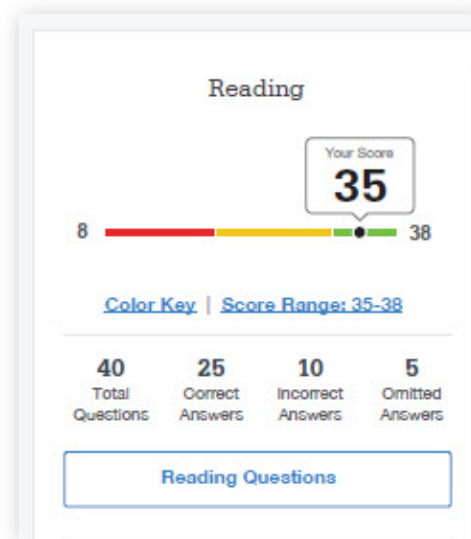 Reading
Your Score
35
8
38
Color Key | Score Range: 35-38
40 25 10 5
Total Correct Incorrect Omitted
Questions Answers Answers Answers
Reading Questions